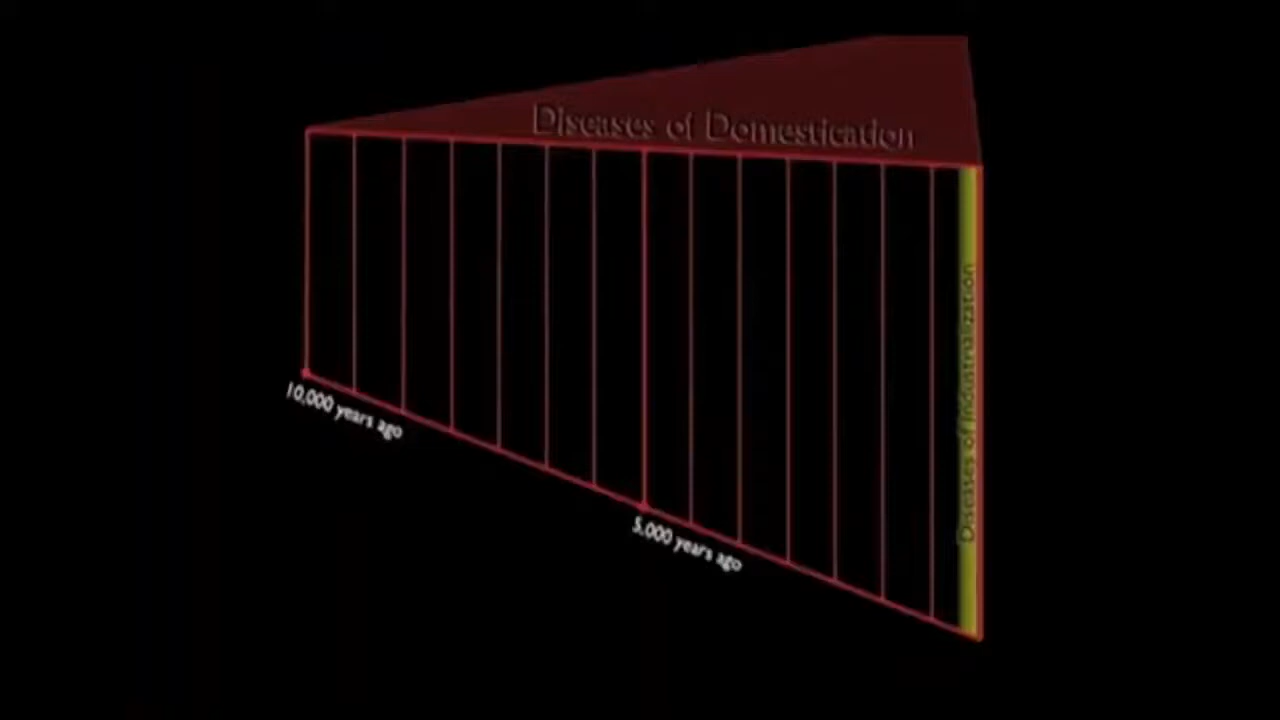 Diseases of Domestication
10,000 years ago
5,000 years ago
Diseases of Industrialization